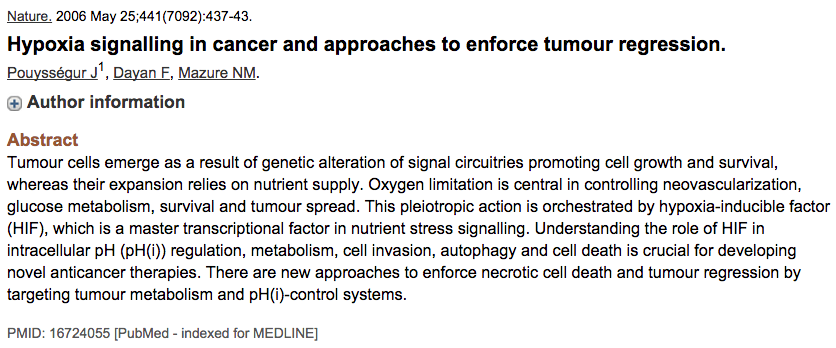 Nature. 2006 May 25;441(7092):437-43.
Hypoxia signalling in cancer and approaches to enforce tumour regression.
Pouysségur J1, Dayan F, Mazure NM.
Author information
Abstract
Tumour cells emerge as a result of genetic alteration of signal circuitries promoting cell growth and survival,
whereas their expansion relies on nutrient supply. Oxygen limitation is central in controlling neovascularization,
glucose metabolism, survival and tumour spread. This pleiotropic action is orchestrated by hypoxia-inducible factor
(HIF), which is a master transcriptional factor in nutrient stress signalling. Understanding the role of HIF in
intracellular pH (pH(i)) regulation, metabolism, cell invasion, autophagy and cell death is crucial for developing
novel anticancer therapies. There are new approaches to enforce necrotic cell death and tumour regression by
targeting tumour metabolism and pH(i)-control systems.
PMID: 16724055 [PubMed - indexed for MEDLINE]